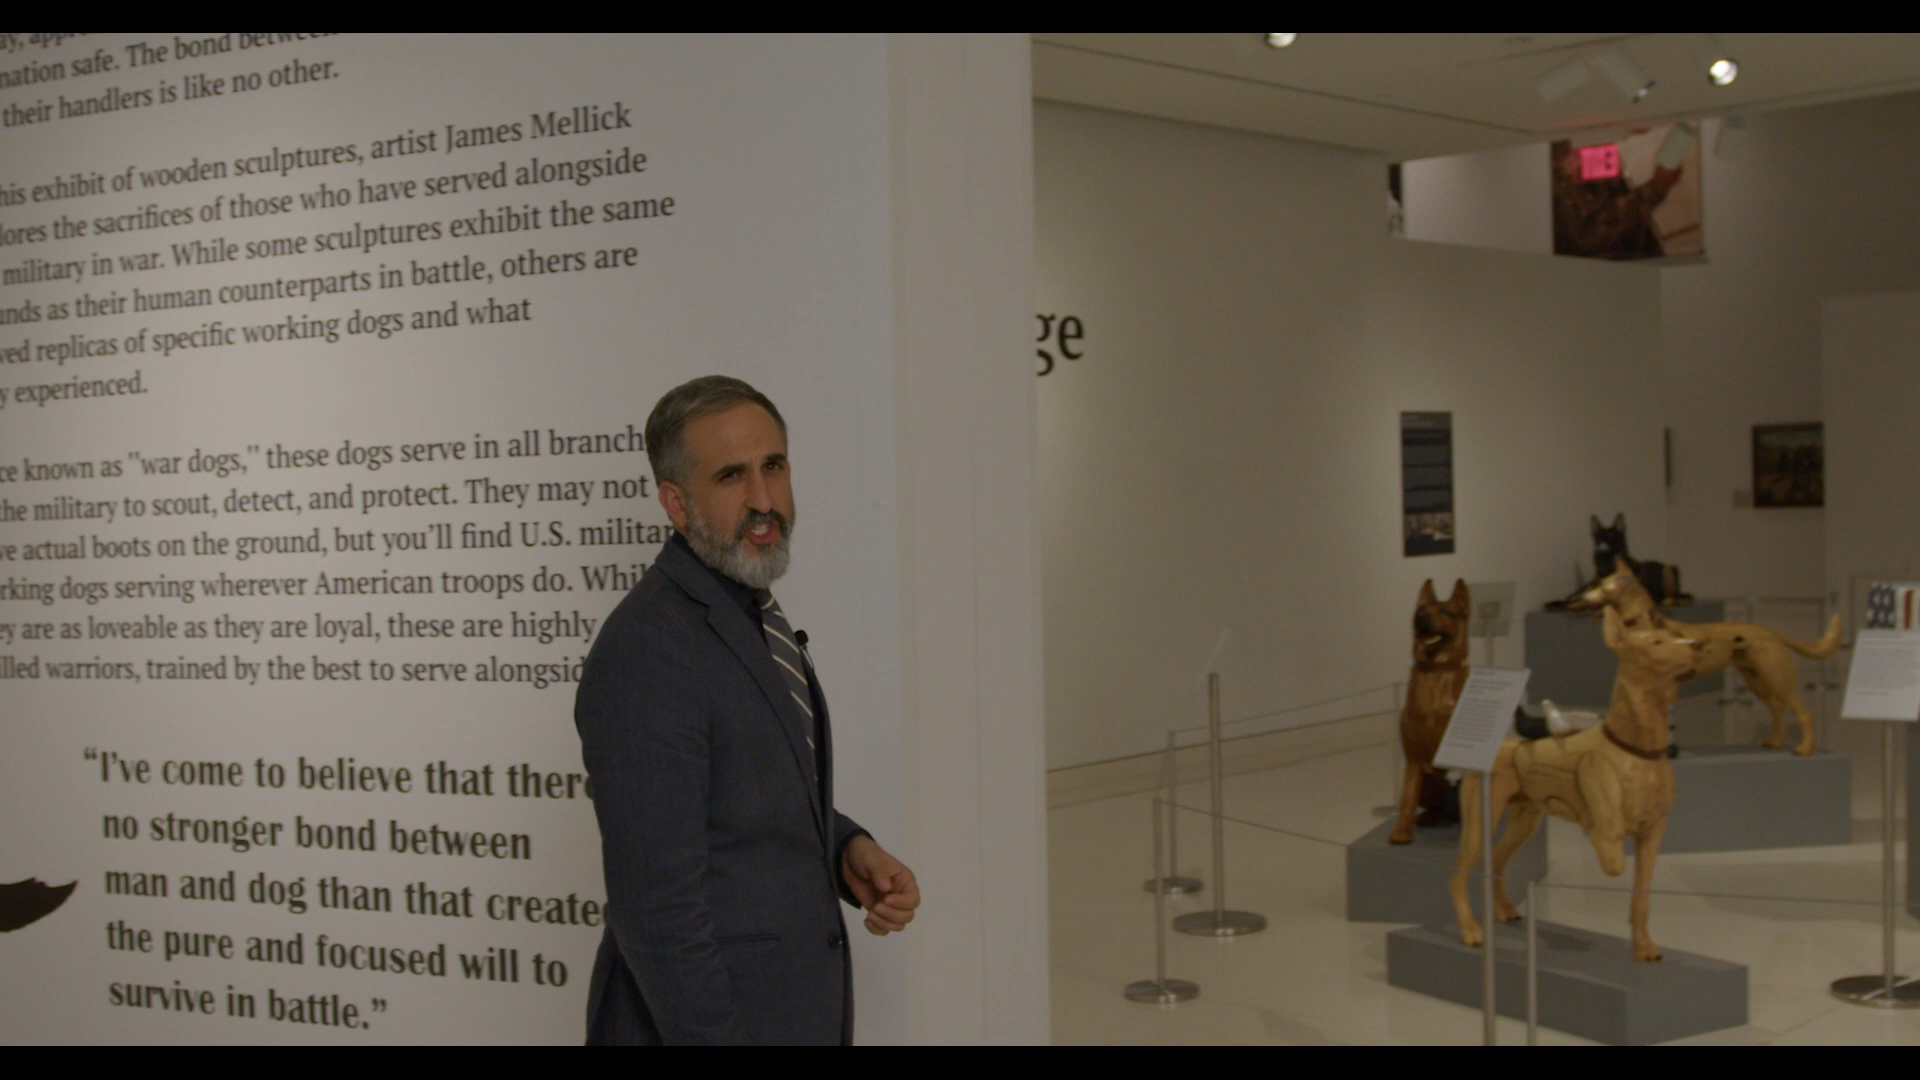 nation safe. The bond between
their handlers is like no other.
his exhibit of wooden sculptures, artist James Mellick
lores the sacrifices of those who have served alongside
military in war. While some sculptures exhibit the same
unds as their human counterparts in battle, others are
ved replicas of specific working dogs and what
y experienced.
ce known as "war dogs," these dogs serve in all branch
the military to scout, detect, and protect. They may not
ve actual boots on the ground, but you’ll find U.S. militar
rking dogs serving wherever American troops do. Whil
ey are as loveable as they are loyal, these are highly
illed warriors, trained by the best to serve alongsid
“I’ve come to believe that there
no stronger bond between
man and dog than that create
the pure and focused will to
survive in battle.”
ge